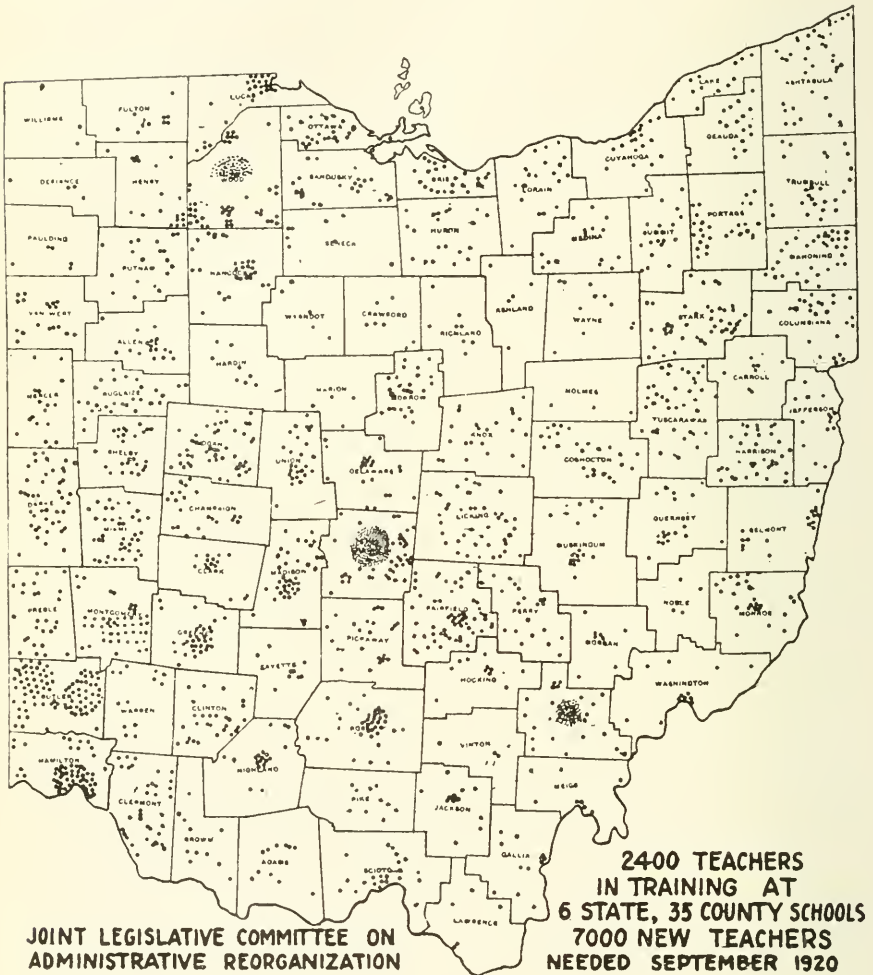 LAKE
ASHTABULA
LUCAS
WILLIAMS
FULTON
OTTAWA
GEAUGA
CUYAHOGA
DEFIANCE
HENRY
WOOD
SANDUSKY
ERIE
LORAIN
TRUMBULL
PORTAGE
SUMMIT
MEDINA
HURON
SENECA
PAULDING
MAHONING
PUTNAM
HANCOCK
VAN WERT
WYANDOT
CRAWFORD
RICHLAND
ASHLAND
WAYNE
STARK
COLUMBIANA
ALLEN
HARDIN
CARROLL
MERCER
AUGLAIZE
MARION
MORROW
HOLMES
TUSCARAWAS
JEFFERSON
SHELBY
LOGAN
UNION
DELAWARE
KNOX
COSHOCTON
HARRISON
DARKE
MIAMI
CHAMPAIGN
LICKING
GUERNSEY
BELMONT
MUSKINGUM
CLARK
MADISON
PREBLE
MONTGOMERY
GREENE
PICKAWAY
FAIRFIELD
PERRY
NOBLE
MONROE
MORGAN
FAYETTE
HOCKING
WASHINGTON
BUTLER
WARREN
CLINTON
VINTON
HAMILTON
HIGHLAND
CLERMONT
PIKE
JACKSON
MEIGS
BROWN
ADAMS
SCIOTO
GALLIA
LAWRENCE
2400 TEACHERS
IN TRAINING AT
6 STATE, 35 COUNTY SCHOOLS
7000 NEW TEACHERS
NEEDED SEPTEMBER 1920
JOINT LEGISLATIVE COMMITTEE ON
ADMINISTRATIVE REORGANIZATION